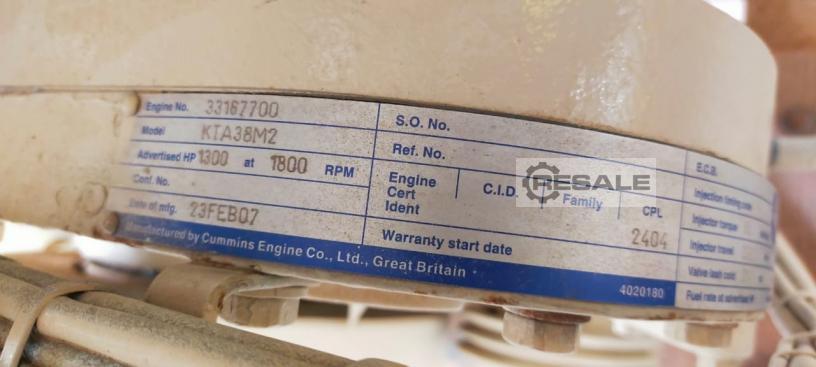 Engine No. 33167700
Model KTA38M2
Advertised HP 1300 at 1800 RPM
Conf. No.
Date of mfg. 23FEB07
Manufactured by Cummins Engine Co., Ltd., Great Britain 4020180
S.O. No.
Ref. No.
Engine Cert Ident C.I.D. Family CPL 2404
Warranty start date
E.C.S.
Injection timing code
Injector torque
Injector travel
Valve lash cold
Fuel rate at advertised HP
RESALE